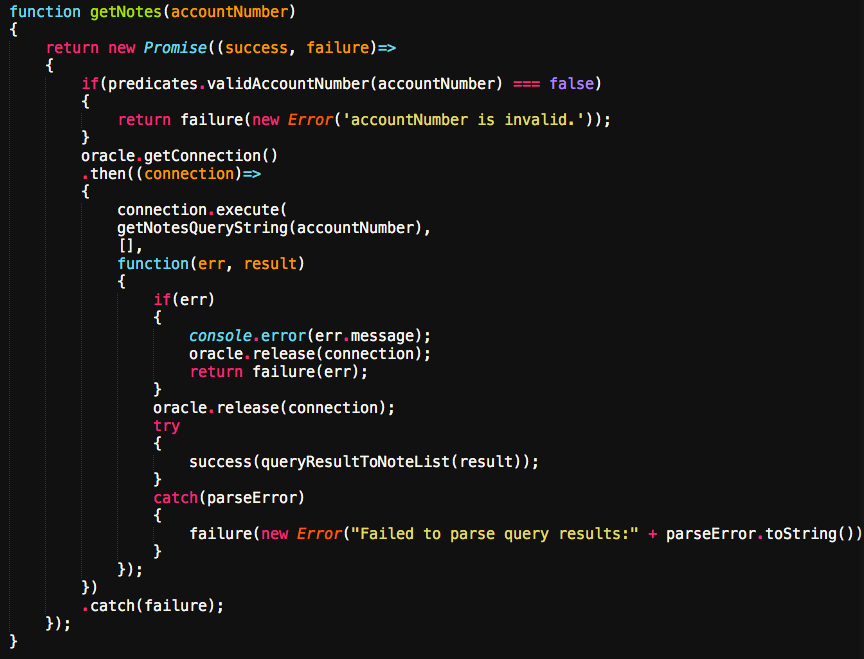 function getNotes(accountNumber)
{
    return new Promise((success, failure)=>
    {
        if(predicates.validAccountNumber(accountNumber) === false)
        {
            return failure(new Error('accountNumber is invalid.'));
        }
        oracle.getConnection()
        .then((connection)=>
        {
            connection.execute(
            getNotesQueryString(accountNumber),
            [],
            function(err, result)
            {
                if(err)
                {
                    console.error(err.message);
                    oracle.release(connection);
                    return failure(err);
                }
                oracle.release(connection);
                try
                {
                    success(queryResultToNoteList(result));
                }
                catch(parseError)
                {
                    failure(new Error("Failed to parse query results:" + parseError.toString())
                }
            });
        })
        .catch(failure);
    });
}